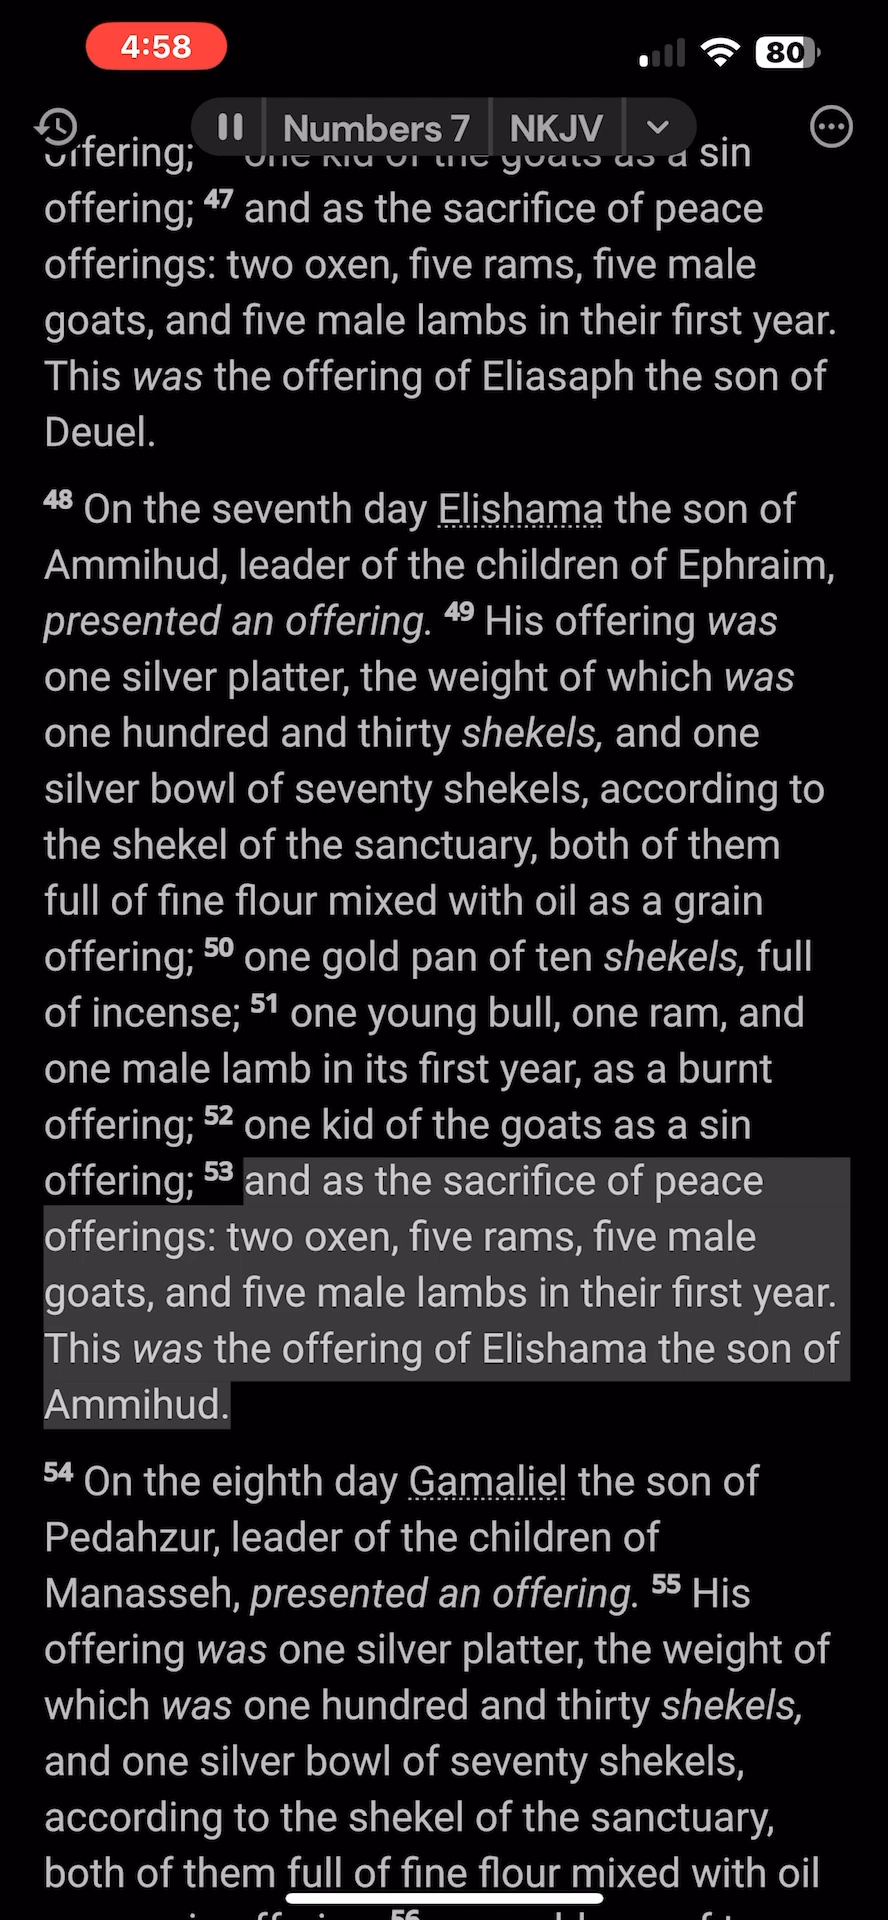 4:58
80
Numbers 7 NKJV
offering; one kid of the goats as a sin
offering; 47 and as the sacrifice of peace
offerings: two oxen, five rams, five male
goats, and five male lambs in their first year.
This was the offering of Eliasaph the son of
Deuel.
48 On the seventh day Elishama the son of
Ammihud, leader of the children of Ephraim,
presented an offering. 49 His offering was
one silver platter, the weight of which was
one hundred and thirty shekels, and one
silver bowl of seventy shekels, according to
the shekel of the sanctuary, both of them
full of fine flour mixed with oil as a grain
offering; 50 one gold pan of ten shekels, full
of incense; 51 one young bull, one ram, and
one male lamb in its first year, as a burnt
offering; 52 one kid of the goats as a sin
offering; 53 and as the sacrifice of peace
offerings: two oxen, five rams, five male
goats, and five male lambs in their first year.
This was the offering of Elishama the son of
Ammihud.
54 On the eighth day Gamaliel the son of
Pedahzur, leader of the children of
Manasseh, presented an offering. 55 His
offering was one silver platter, the weight of
which was one hundred and thirty shekels,
and one silver bowl of seventy shekels,
according to the shekel of the sanctuary,
both of them full of fine flour mixed with oil
56